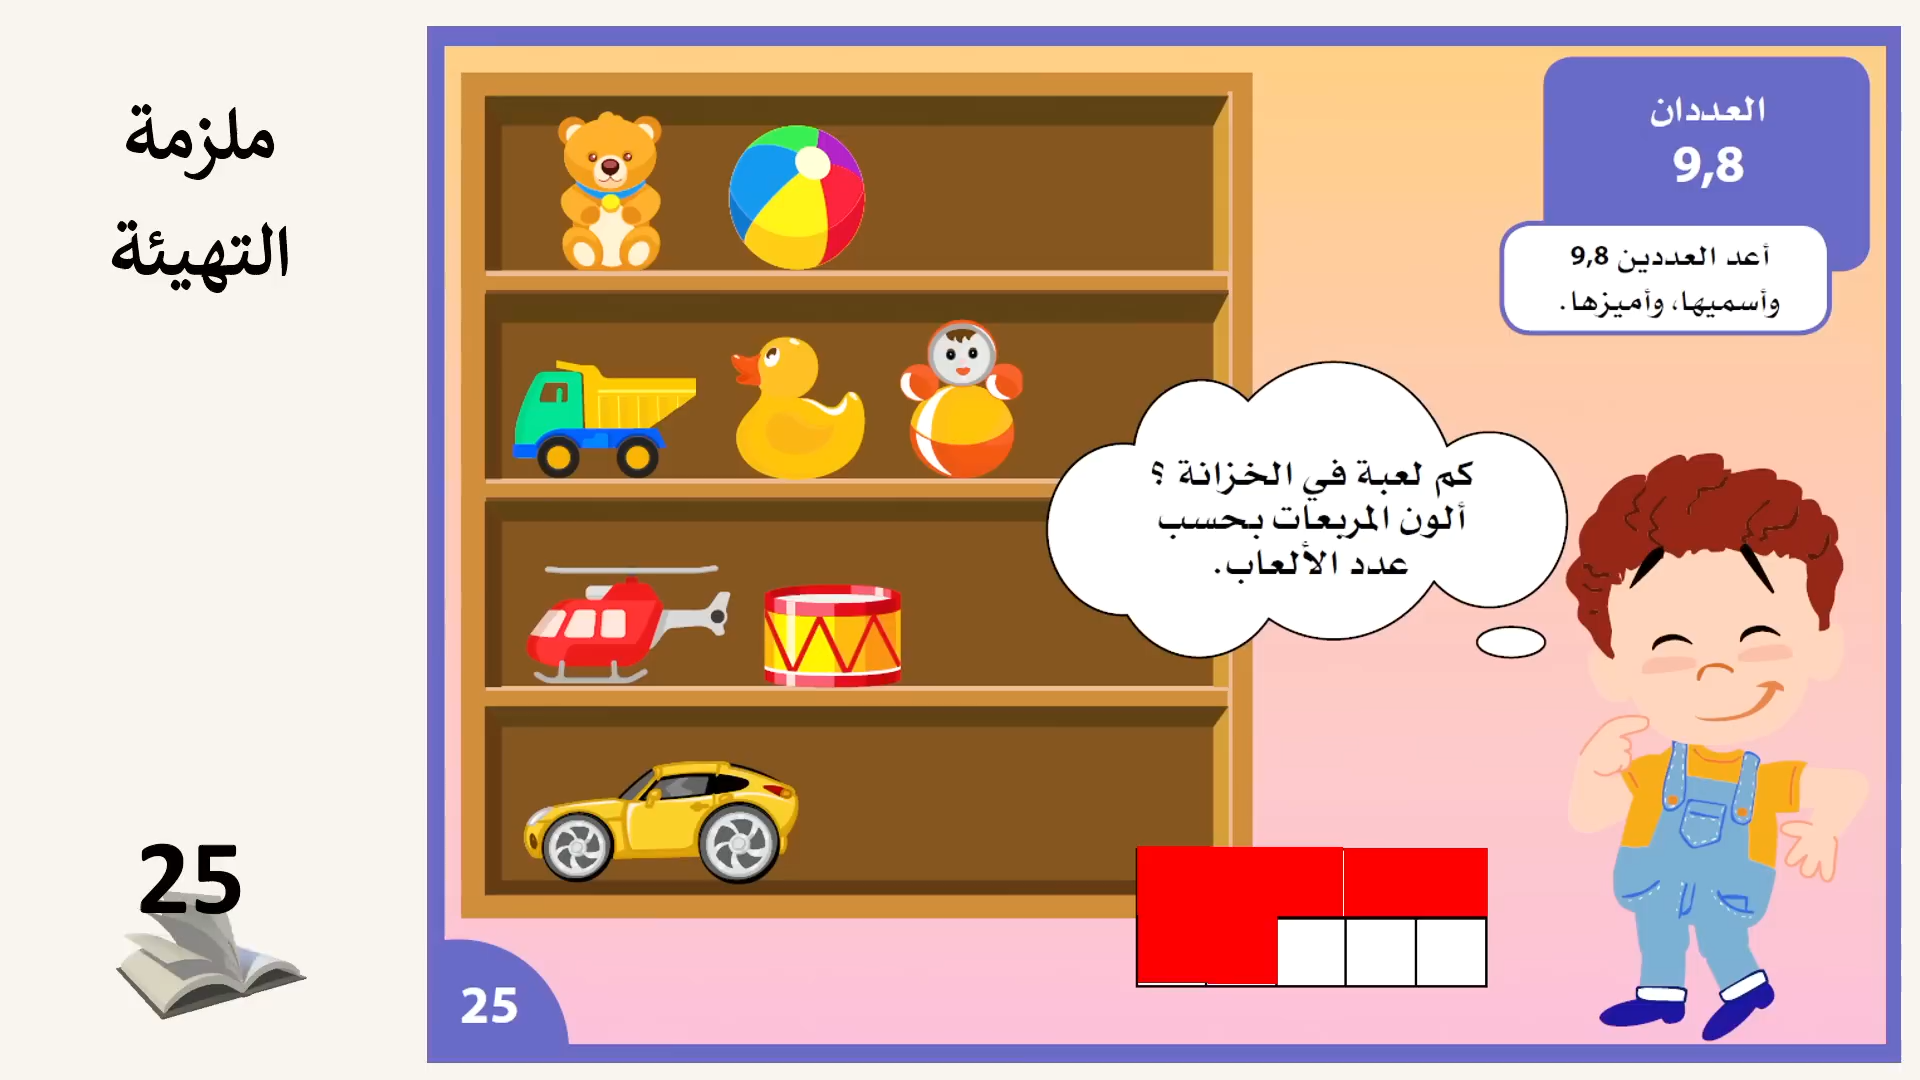 ملزمة
التهيئة
العددان
9,8
أعد العددين 9,8
وأسميها، وأميزها.
كم لعبة في الخزانة ؟
ألون المربعات بحسب
عدد الألعاب.
25
25